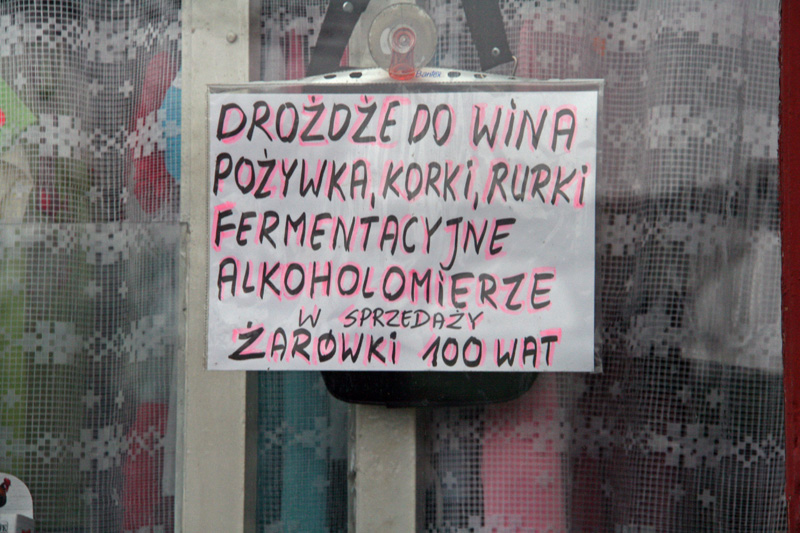 DROŻDŻE DO WINA
POŻYWKA, KORKI, RURKI
FERMENTACYJNE
ALKOHOLOMIERZE
W SPRZEDAŻY
ŻARÓWKI 100 WAT